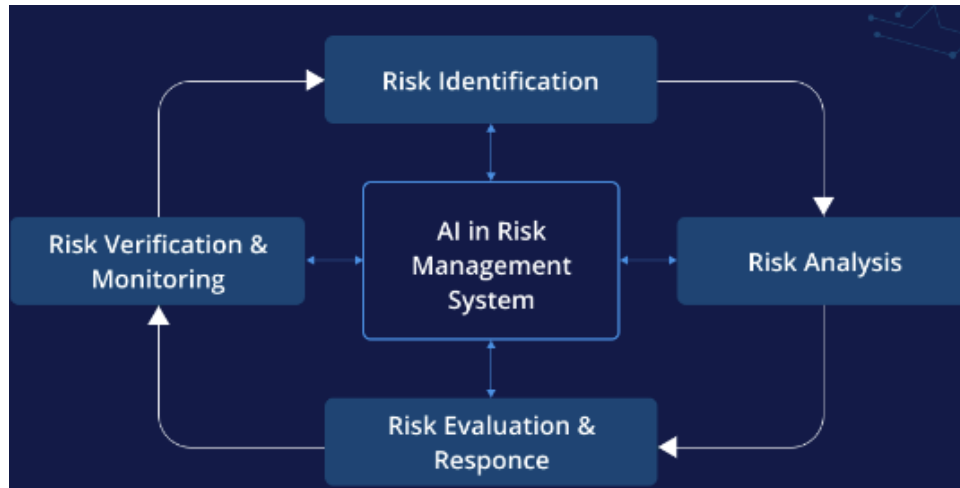 Risk Identification
Risk Verification &
Monitoring
AI in Risk
Management
System
Risk Analysis
Risk Evaluation &
Responce